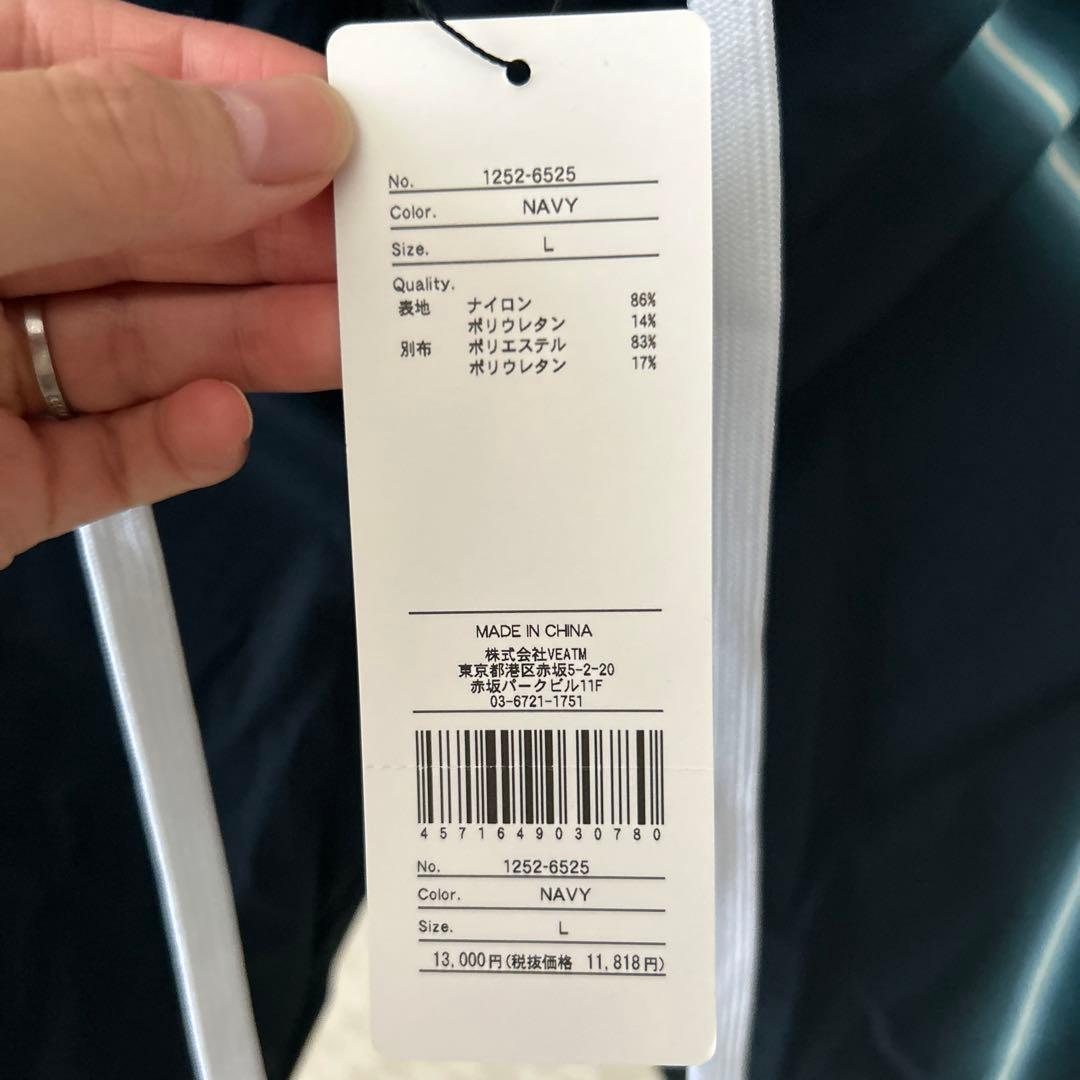 No. 1252-6525
Color. NAVY
Size. L
Quality.
表地 ナイロン 86%
ポリウレタン 14%
別布 ポリエステル 83%
ポリウレタン 17%
MADE IN CHINA
株式会社VEATM
東京都港区赤坂5-2-20
赤坂パークビル11F
03-6721-1751
4571649030780
No. 1252-6525
Color. NAVY
Size. L
13,000円(税抜価格 11,818円)